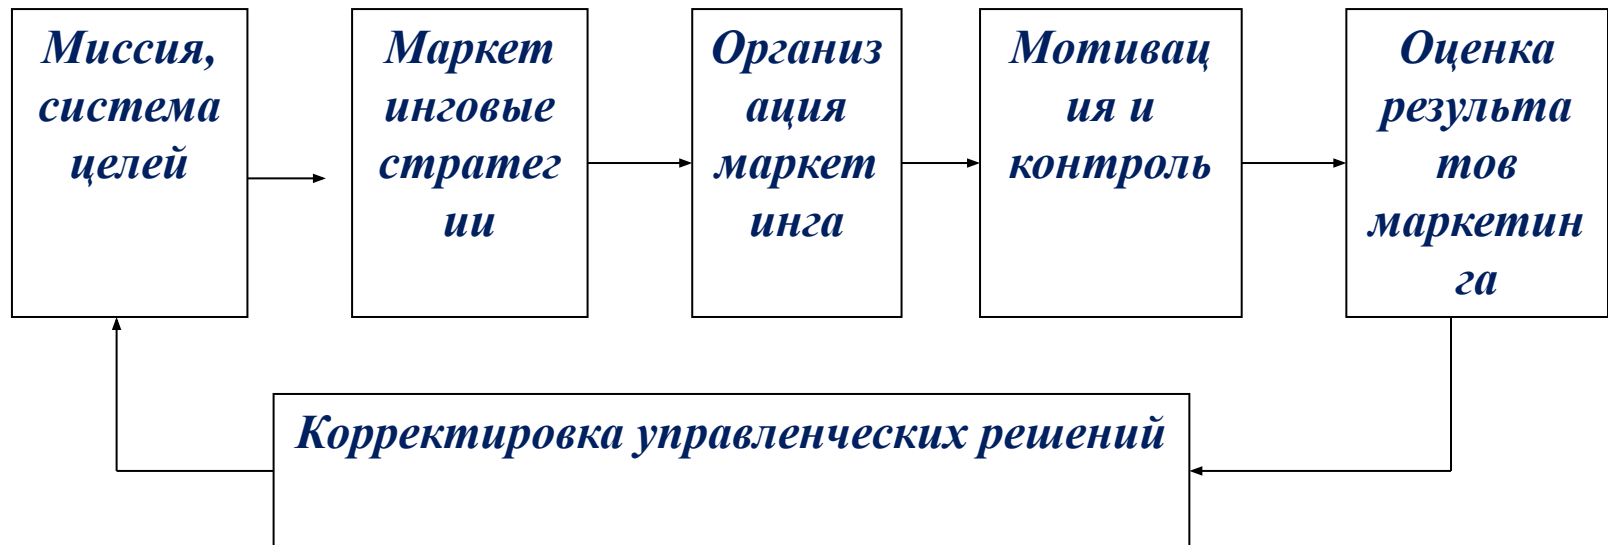 Миссия,
система
целей
Маркет
инговые
стратег
ии
Организ
ация
маркет
инга
Мотивац
ия и
контроль
Оценка
результа
тов
маркетин
га
Корректировка управленческих решений